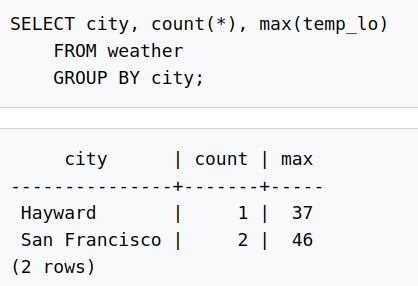 SELECT city, count(*), max(temp_lo)
    FROM weather
    GROUP BY city;
     city      | count | max
---------------+-------+-----
 Hayward       |     1 |  37
 San Francisco |     2 |  46
(2 rows)